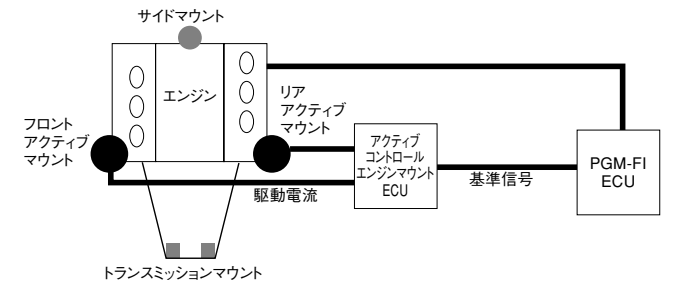 サイドマウント
エンジン
リア
アクティブ
マウント
フロント
アクティブ
マウント
アクティブ
コントロール
エンジンマウント
ECU
PGM-FI
ECU
基準信号
駆動電流
トランスミッションマウント